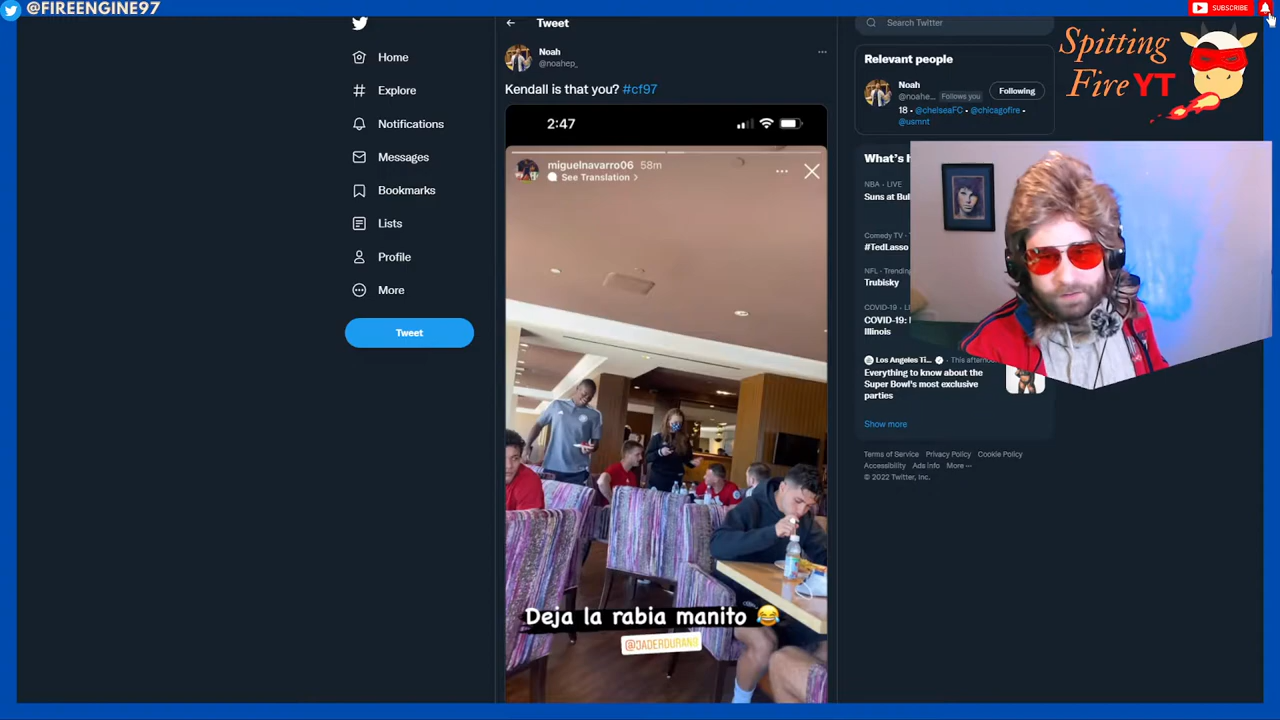 @FIREENGINE97
SUBSCRIBE
Tweet
Search Twitter
Spitting
Fire YT
Home
Explore
Notifications
Messages
Bookmarks
Lists
Profile
More
Tweet
Noah
@noahep_
Kendall is that you? #cf97
2:47
miguelnavarro06 58m
See Translation >
Deja la rabia manito 😂
@JADERDURAN9
Relevant people
Noah
@noahe... Follows you
Following
18 - @chelseaFC - @chicagofire -
@usmnt
What's h
NBA · LIVE
Suns at Bul
Comedy TV ·
#TedLasso
NFL · Trending
Trubisky
COVID-19 · LIVE
COVID-19:
Illinois
Los Angeles Ti... · This afterno
Everything to know about the
Super Bowl's most exclusive
parties
Show more
Terms of Service Privacy Policy Cookie Policy
Accessibility Ads Info More ···
© 2022 Twitter, Inc.